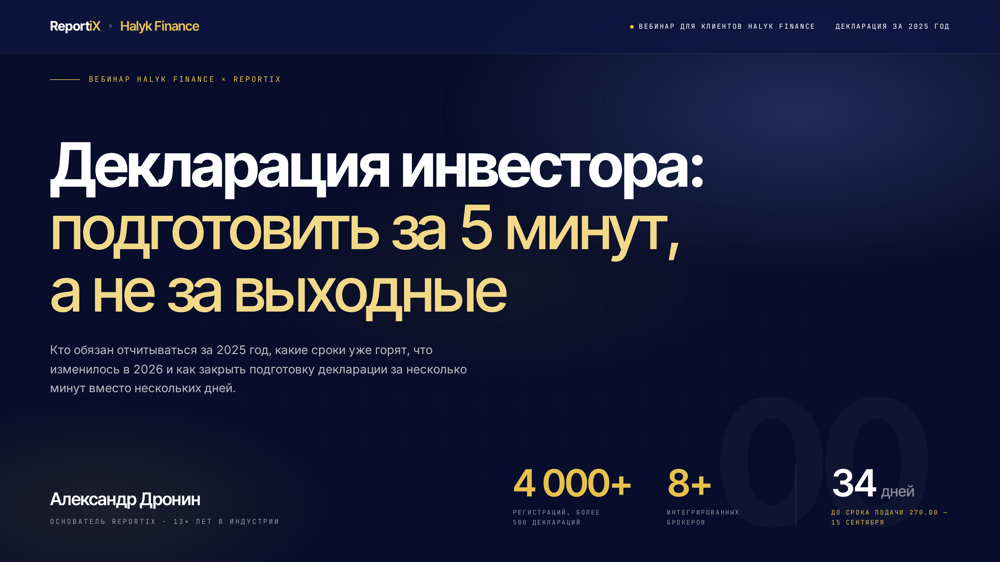 ReportiX × Halyk Finance
ВЕБИНАР ДЛЯ КЛИЕНТОВ HALYK FINANCE
ДЕКЛАРАЦИЯ ЗА 2025 ГОД
ВЕБИНАР HALYK FINANCE × REPORTIX
Декларация инвестора:
подготовить за 5 минут,
а не за выходные
Кто обязан отчитываться за 2025 год, какие сроки уже горят, что
изменилось в 2026 и как закрыть подготовку декларации за несколько
минут вместо нескольких дней.
00
Александр Дронин
ОСНОВАТЕЛЬ REPORTIX · 13+ ЛЕТ В ИНДУСТРИИ
4 000+
РЕГИСТРАЦИЙ, БОЛЕЕ
500 ДЕКЛАРАЦИЙ
8+
ИНТЕГРИРОВАННЫХ
БРОКЕРОВ
34 дней
ДО СРОКА ПОДАЧИ 270.00 —
15 СЕНТЯБРЯ